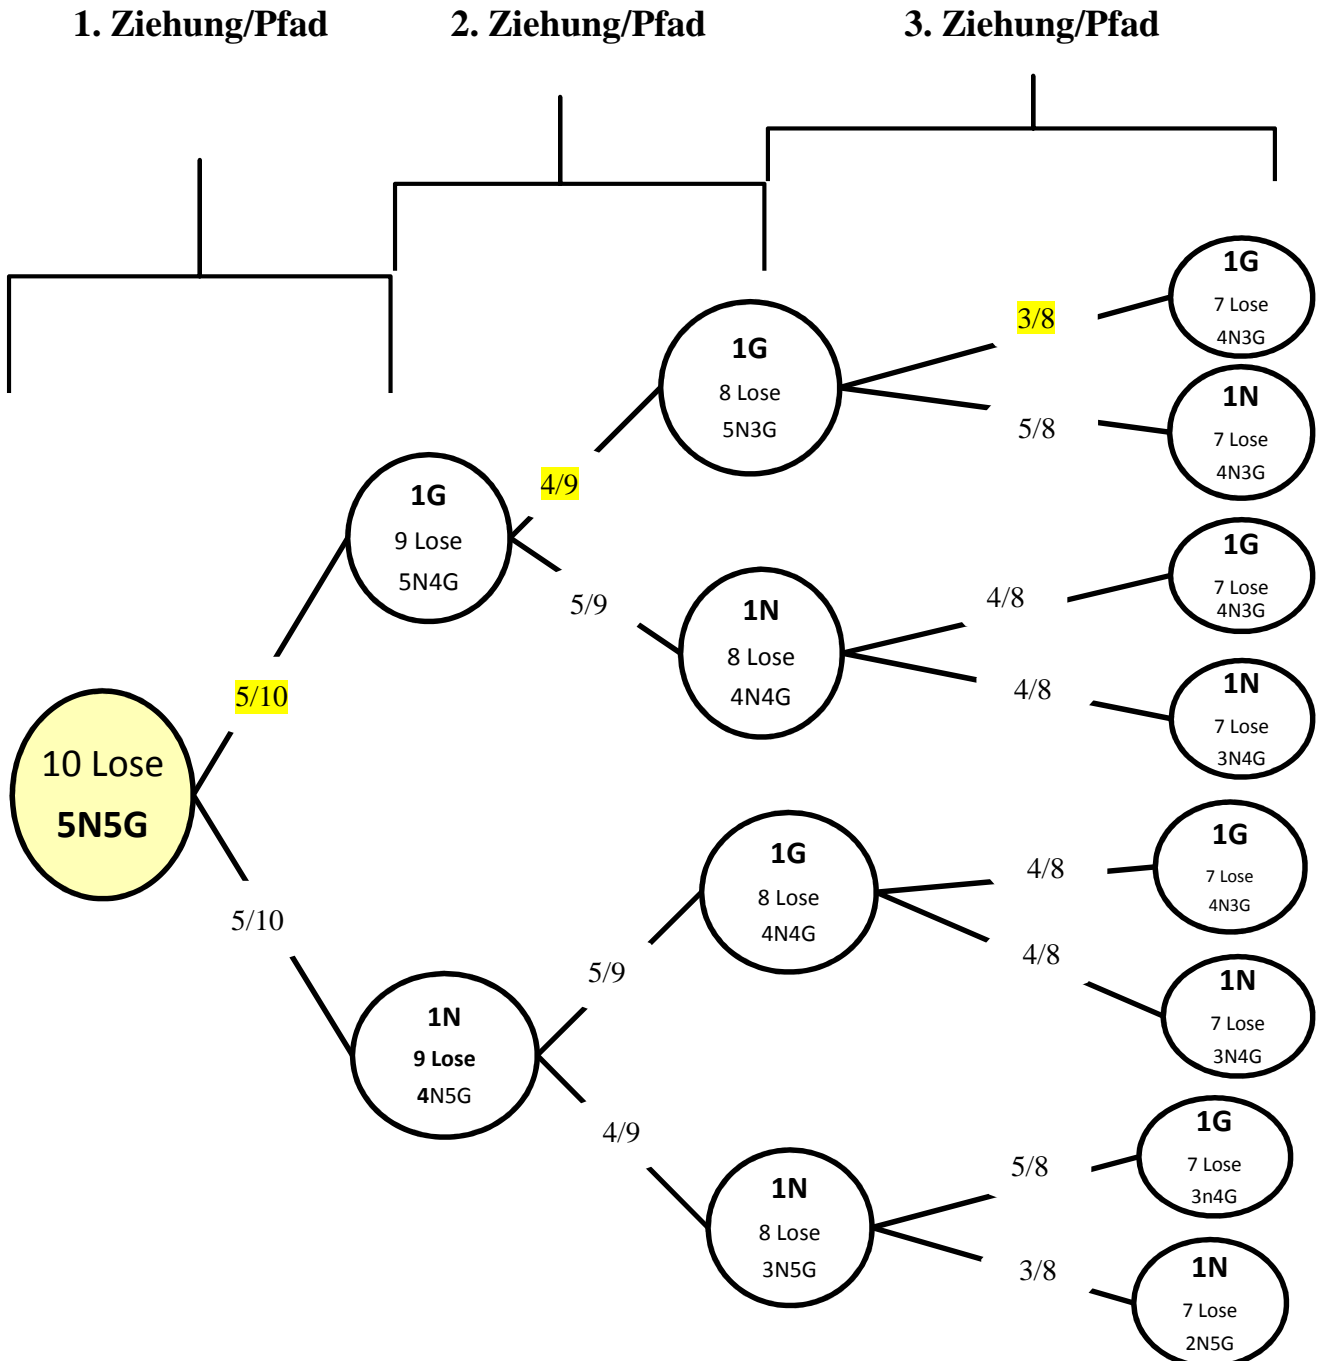 1. Ziehung/Pfad 2. Ziehung/Pfad 3. Ziehung/Pfad
10 Lose
5N5G
5/10
5/10
1G
9 Lose
5N4G
1N
9 Lose
4N5G
4/9
5/9
5/9
4/9
1G
8 Lose
5N3G
1N
8 Lose
4N4G
1G
8 Lose
4N4G
1N
8 Lose
3N5G
3/8
5/8
4/8
4/8
4/8
4/8
5/8
3/8
1G
7 Lose
4N3G
1N
7 Lose
4N3G
1G
7 Lose
4N3G
1N
7 Lose
3N4G
1G
7 Lose
4N3G
1N
7 Lose
3N4G
1G
7 Lose
3n4G
1N
7 Lose
2N5G